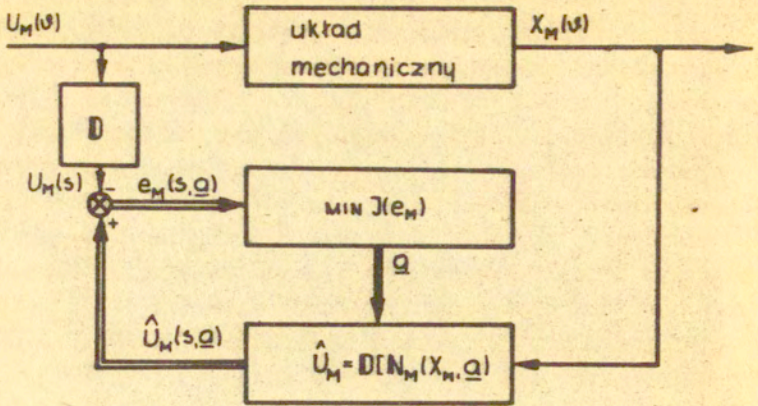 U_M(ϑ)
układ
mechaniczny
X_M(ϑ)
D
U_M(s)
−
+
e_M(s,a̲)
MIN J(e_M)
a̲
Û_M(s,a̲)
Û_M = D[N_M(X_M, a̲)